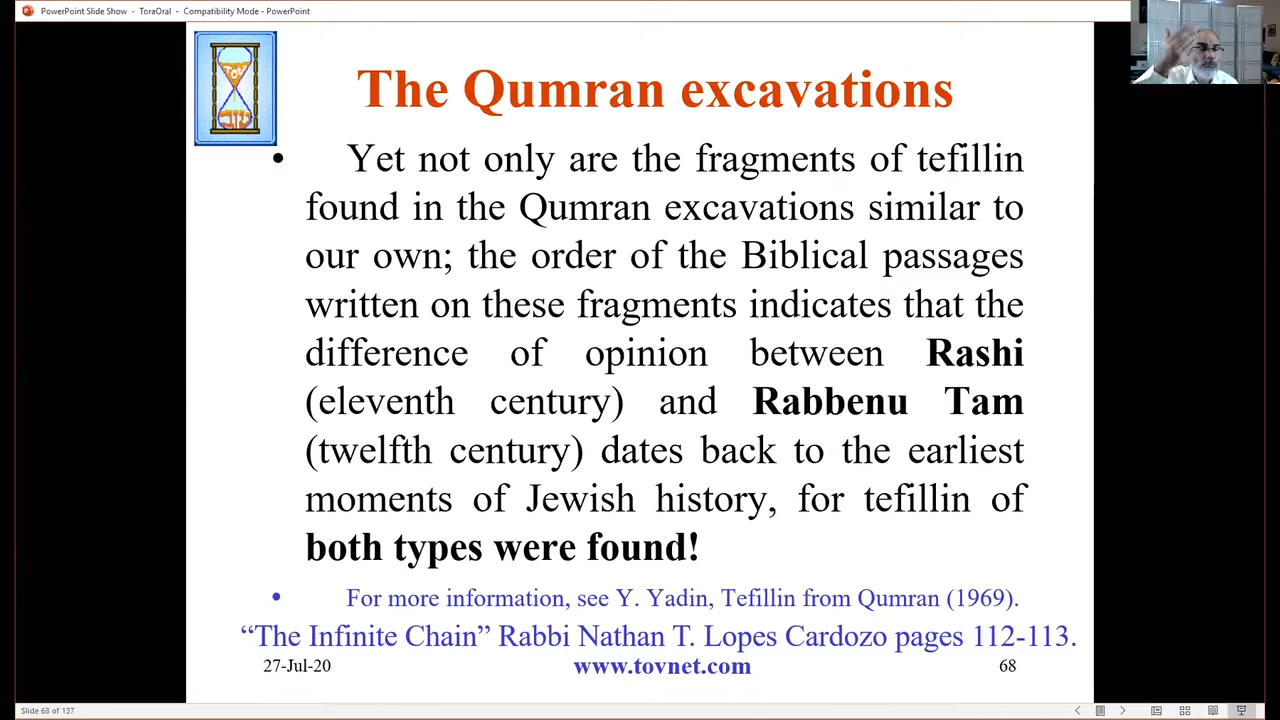 PowerPoint Slide Show - ToraOral - Compatibility Mode - PowerPoint
TOV
The Qumran excavations
• Yet not only are the fragments of tefillin
found in the Qumran excavations similar to
our own; the order of the Biblical passages
written on these fragments indicates that the
difference of opinion between Rashi
(eleventh century) and Rabbenu Tam
(twelfth century) dates back to the earliest
moments of Jewish history, for tefillin of
both types were found!
• For more information, see Y. Yadin, Tefillin from Qumran (1969).
“The Infinite Chain” Rabbi Nathan T. Lopes Cardozo pages 112-113.
27-Jul-20 www.tovnet.com 68
Slide 68 of 137